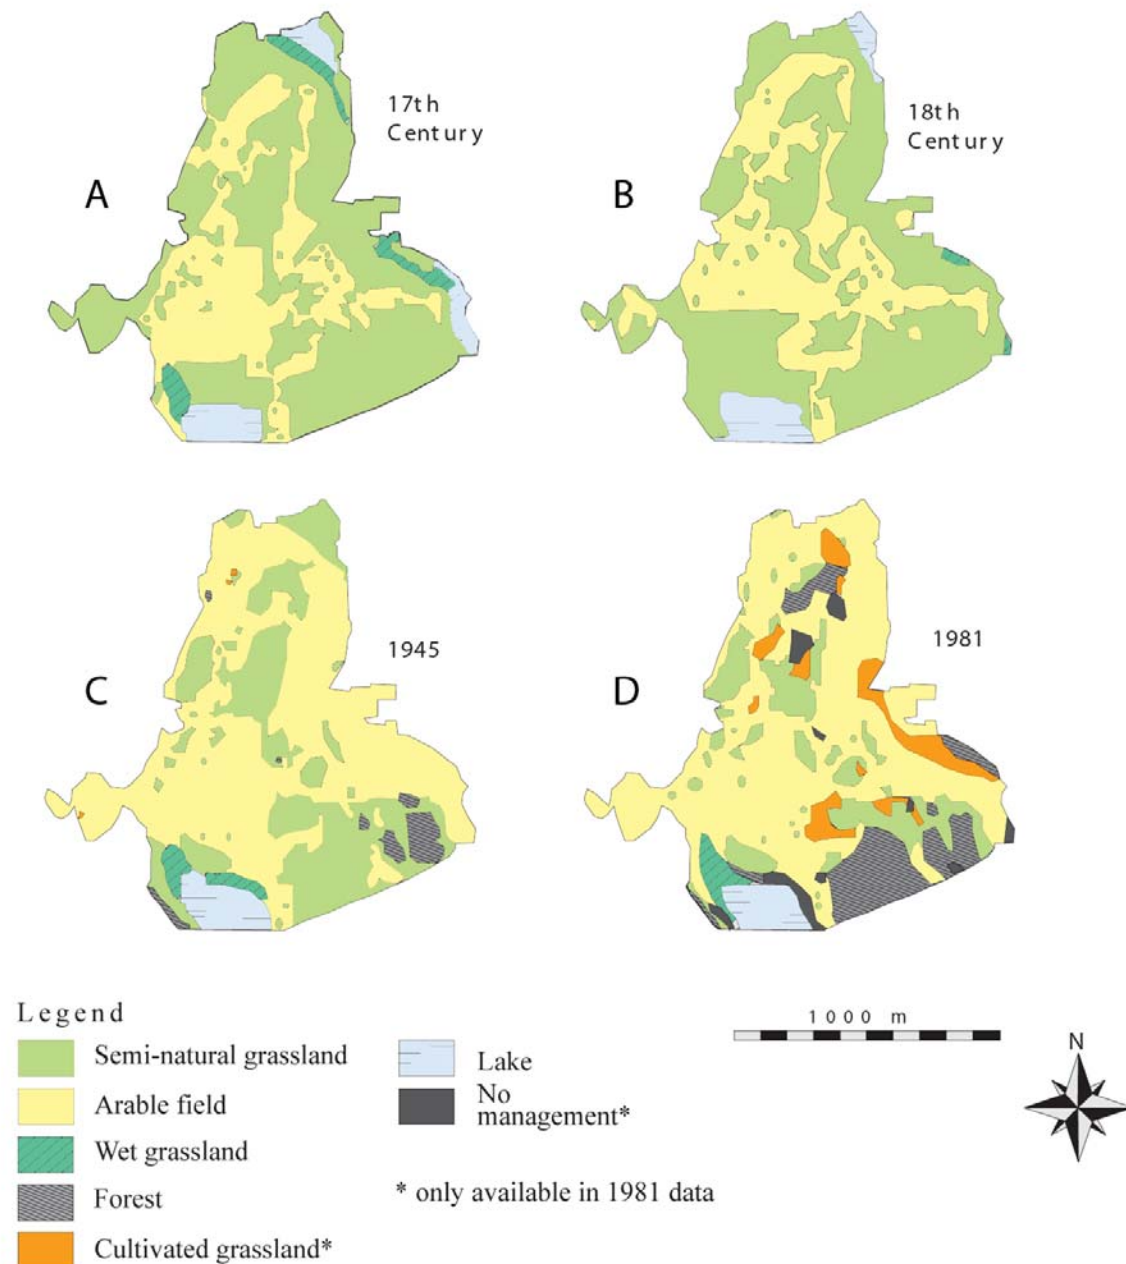 17th
Century
A
18th
Century
B
1945
C
1981
D
Legend
Semi-natural grassland
Arable field
Wet grassland
Forest
Cultivated grassland*
Lake
No
management*
* only available in 1981 data
1000 m
N